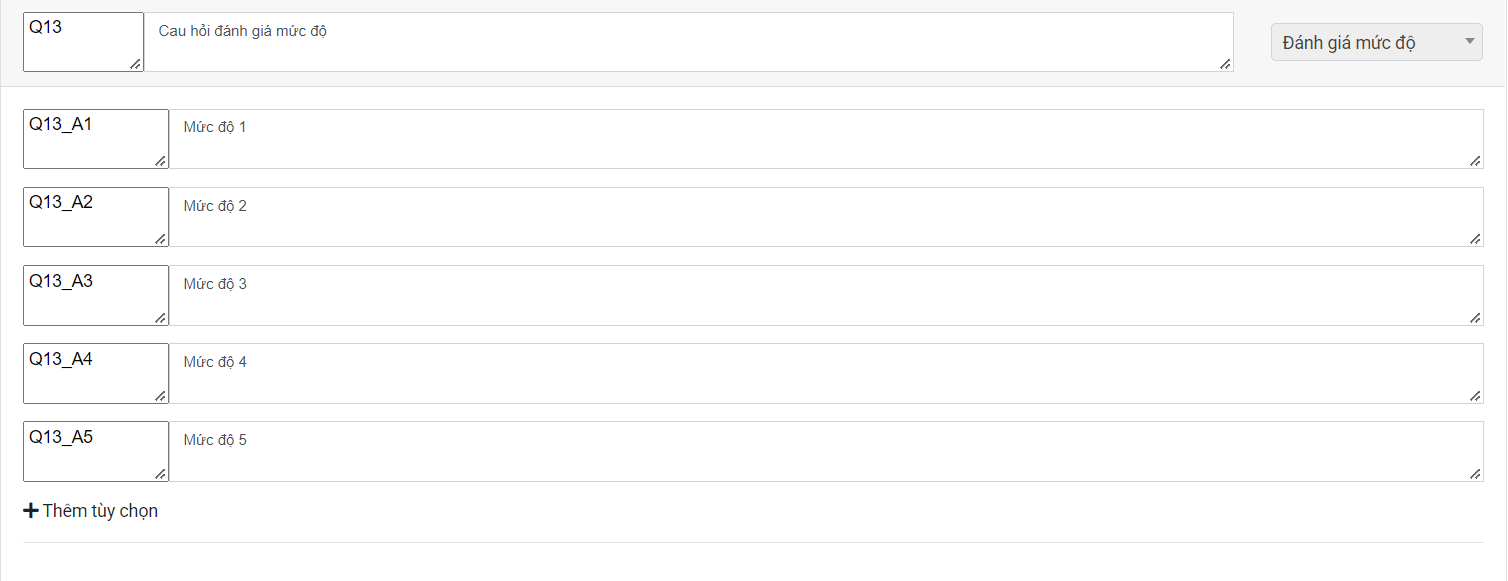 Q13
Cau hỏi đánh giá mức độ
Đánh giá mức độ
Q13_A1
Mức độ 1
Q13_A2
Mức độ 2
Q13_A3
Mức độ 3
Q13_A4
Mức độ 4
Q13_A5
Mức độ 5
Thêm tùy chọn